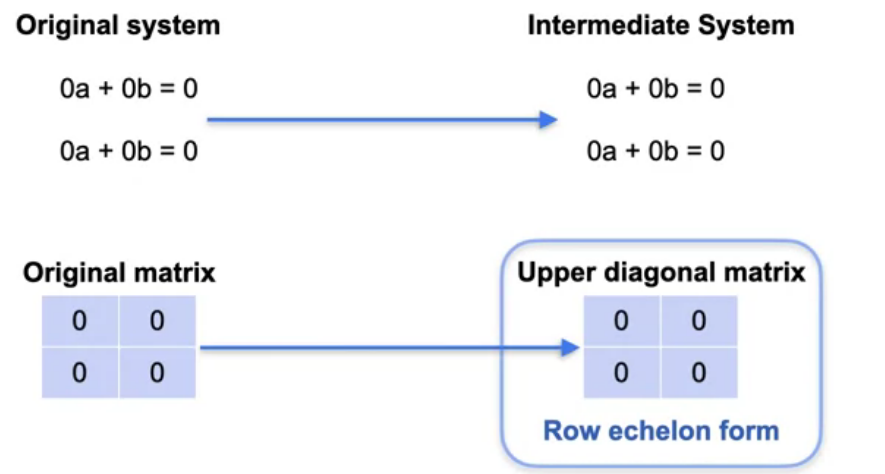 Original system
Intermediate System
0a + 0b = 0
0a + 0b = 0
0a + 0b = 0
0a + 0b = 0
Original matrix
Upper diagonal matrix
0 0
0 0
0 0
0 0
Row echelon form